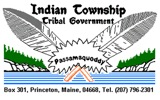 Indian Township
Tribal Government
Passamaquoddy
Box 301, Princeton, Maine, 04668, Tel. (207) 796-2301